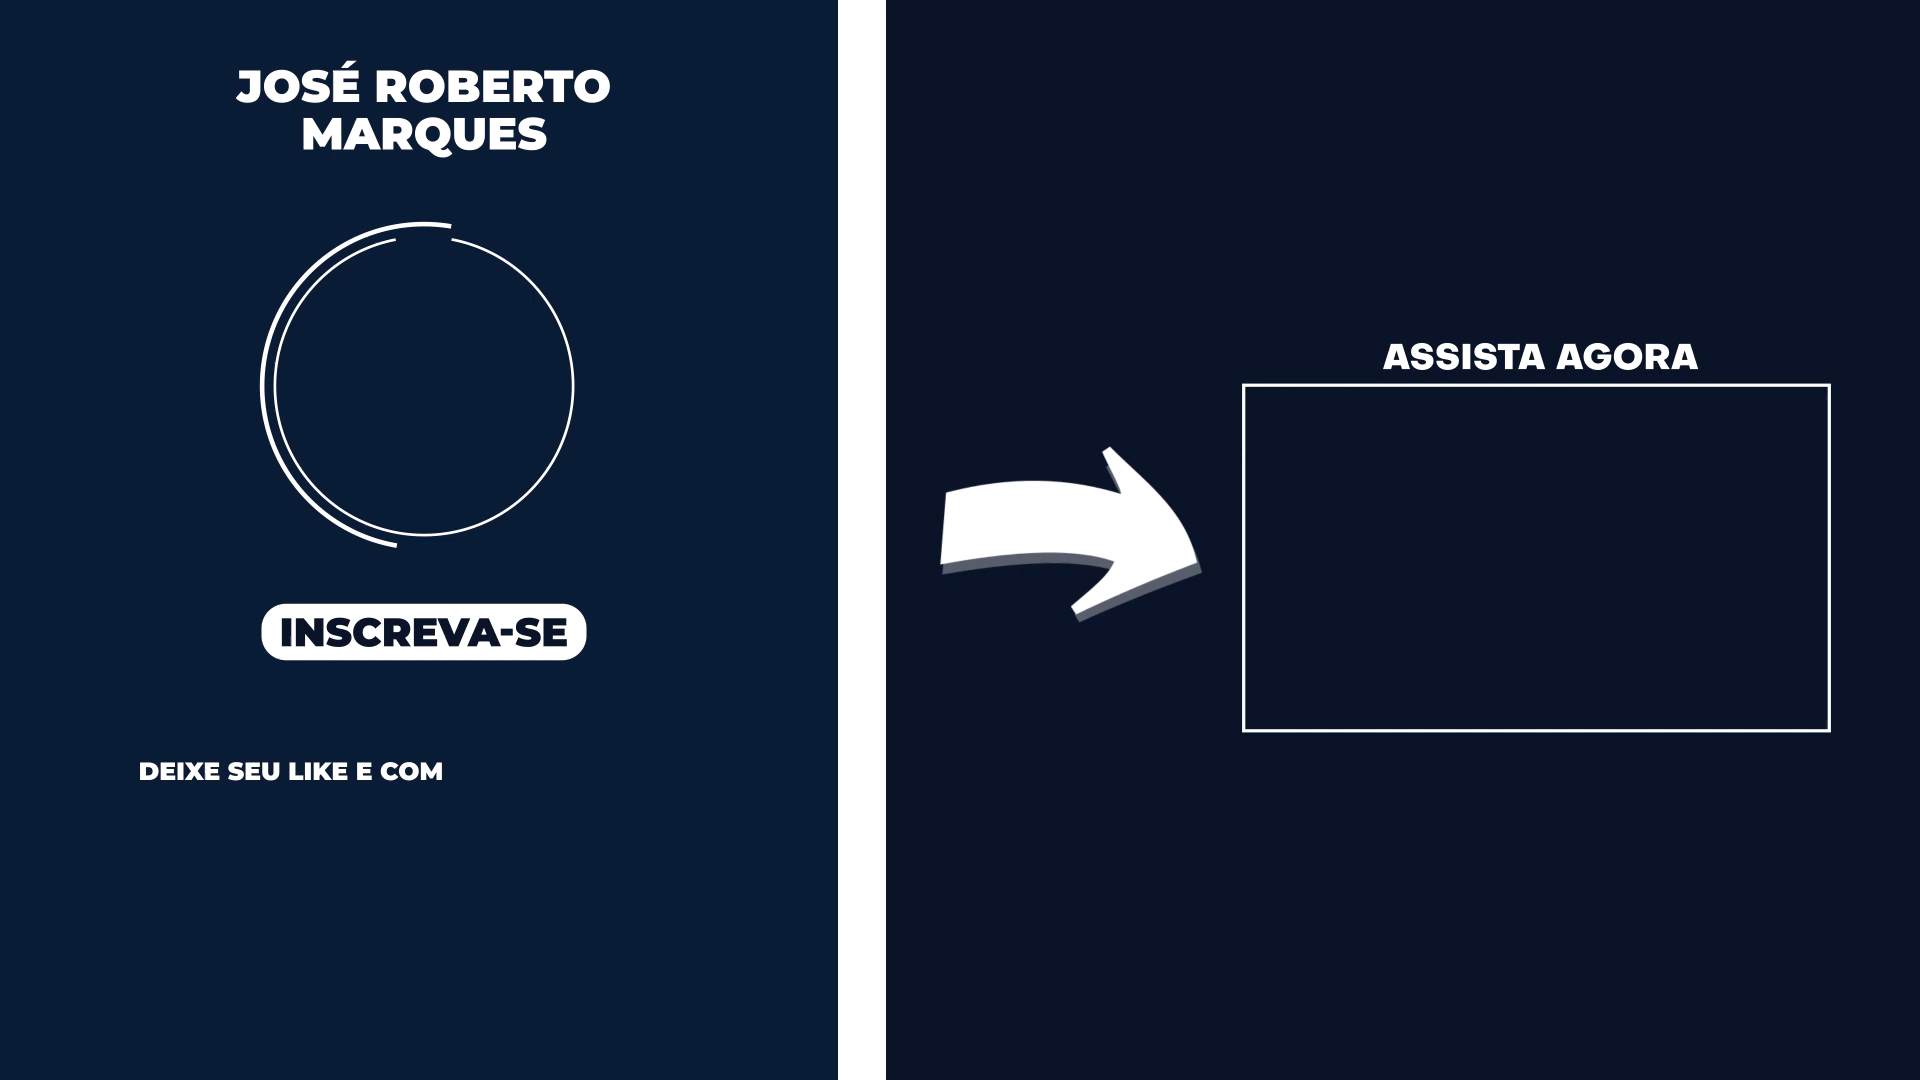 JOSÉ ROBERTO
MARQUES
INSCREVA-SE
DEIXE SEU LIKE E COM
ASSISTA AGORA